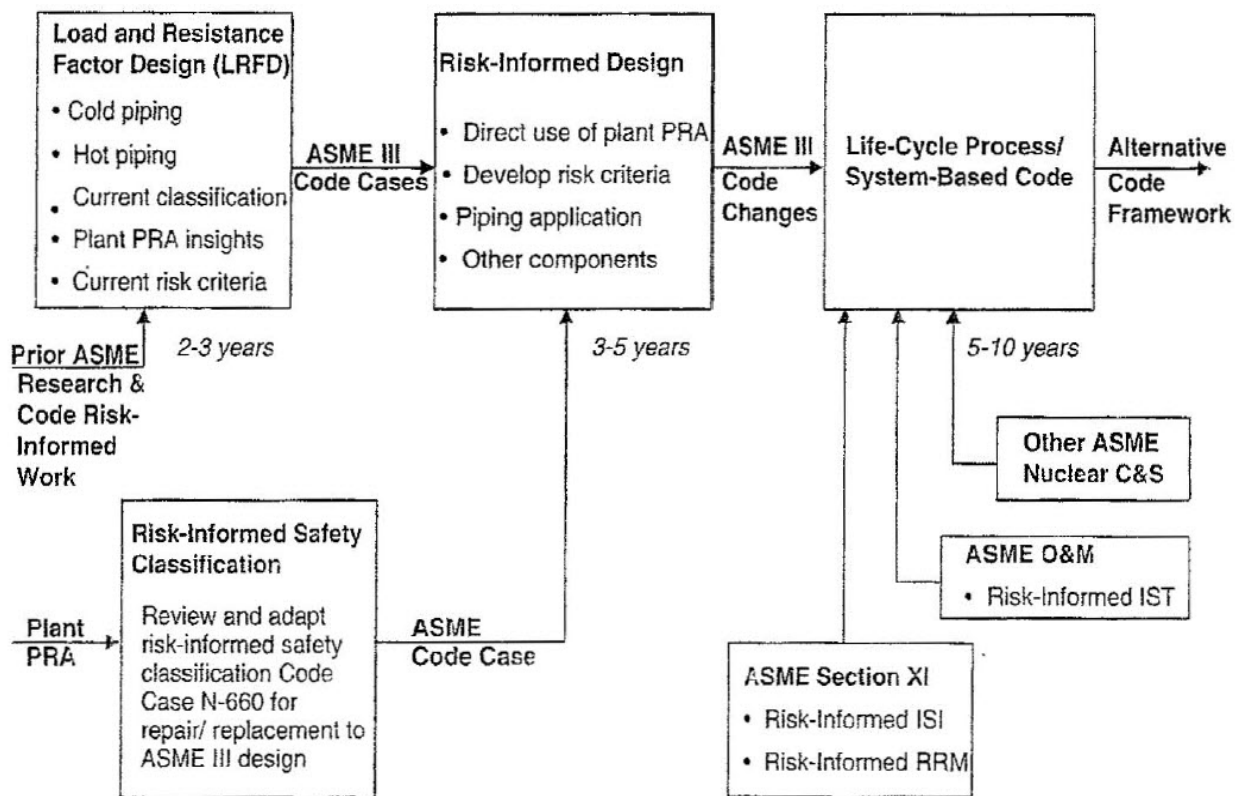 Load and Resistance
Factor Design (LRFD)
• Cold piping
• Hot piping
• Current classification
• Plant PRA insights
• Current risk criteria
ASME III
Code Cases
Risk-Informed Design
• Direct use of plant PRA
• Develop risk criteria
• Piping application
• Other components
ASME III
Code
Changes
Life-Cycle Process/
System-Based Code
Alternative
Code
Framework
Prior ASME
Research &
Code Risk-
Informed
Work
2-3 years
3-5 years
5-10 years
Other ASME
Nuclear C&S
ASME O&M
• Risk-Informed IST
Plant
PRA
Risk-Informed Safety
Classification
Review and adapt
risk-informed safety
classification Code
Case N-660 for
repair/ replacement to
ASME III design
ASME
Code Case
ASME Section XI
• Risk-Informed ISI
• Risk-Informed RRM